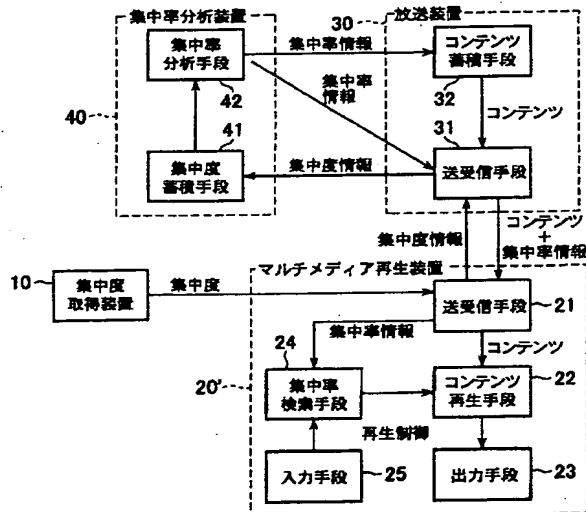 集中率分析装置
30
放送装置
集中率
分析手段
42
集中率情報
コンテンツ
蓄積手段
32
集中率
情報
コンテンツ
40
41
集中度
蓄積手段
集中度情報
31
送受信手段
集中度情報
コンテンツ
+
集中率情報
マルチメディア再生装置
10
集中度
取得装置
集中度
送受信手段
21
集中率情報
コンテンツ
24
集中率
検索手段
コンテンツ
再生手段
22
20'
再生制御
入力手段
25
出力手段
23